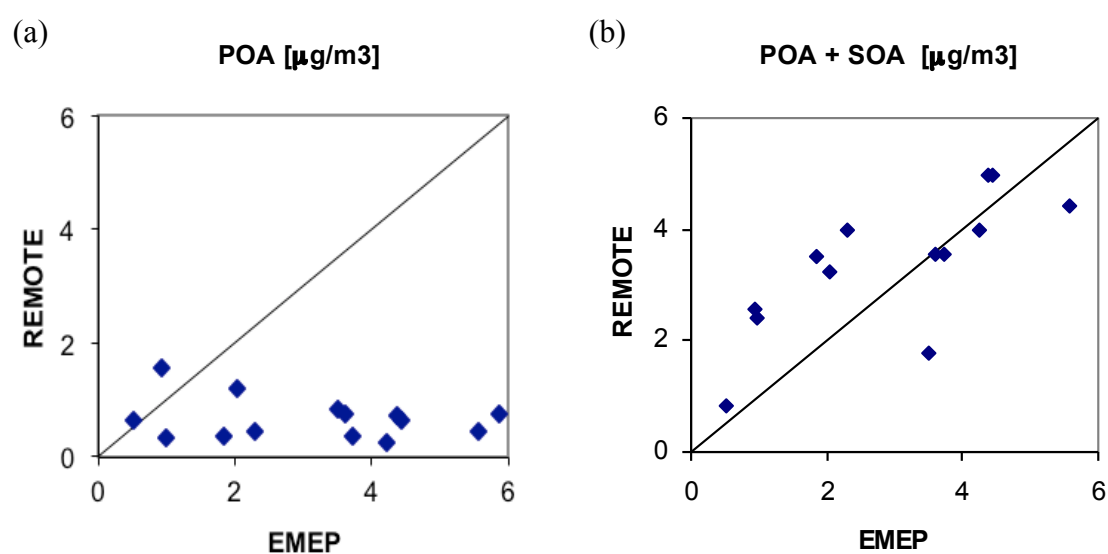 (a)
POA [µg/m3]
6
4
2
0
0 2 4 6
REMOTE
EMEP
(b)
POA + SOA [µg/m3]
6
4
2
0
0 2 4 6
REMOTE
EMEP